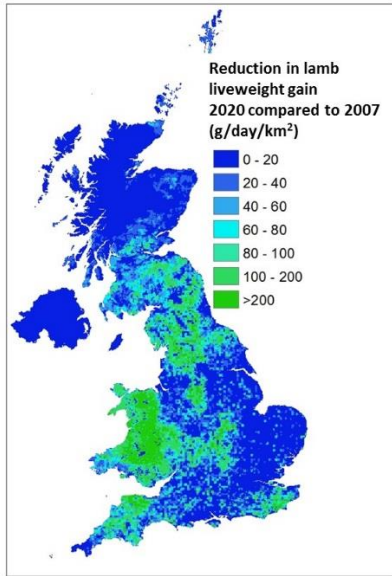 Reduction in lamb
liveweight gain
2020 compared to 2007
(g/day/km²)
0 - 20
20 - 40
40 - 60
60 - 80
80 - 100
100 - 200
>200